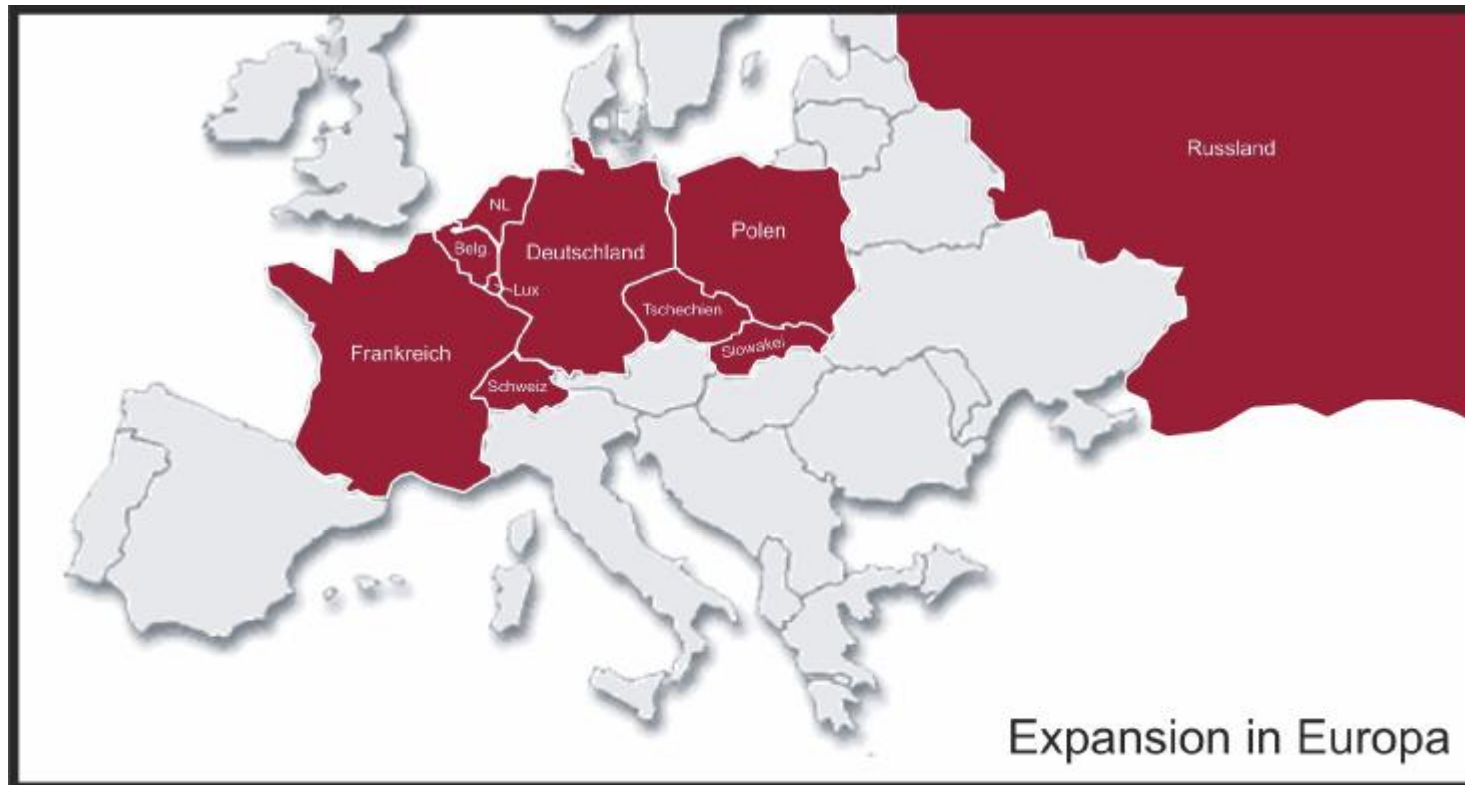 Russland
NL
Polen
Belg.
Deutschland
Lux
Tschechien
Slowakei
Frankreich
Schweiz
Expansion in Europa